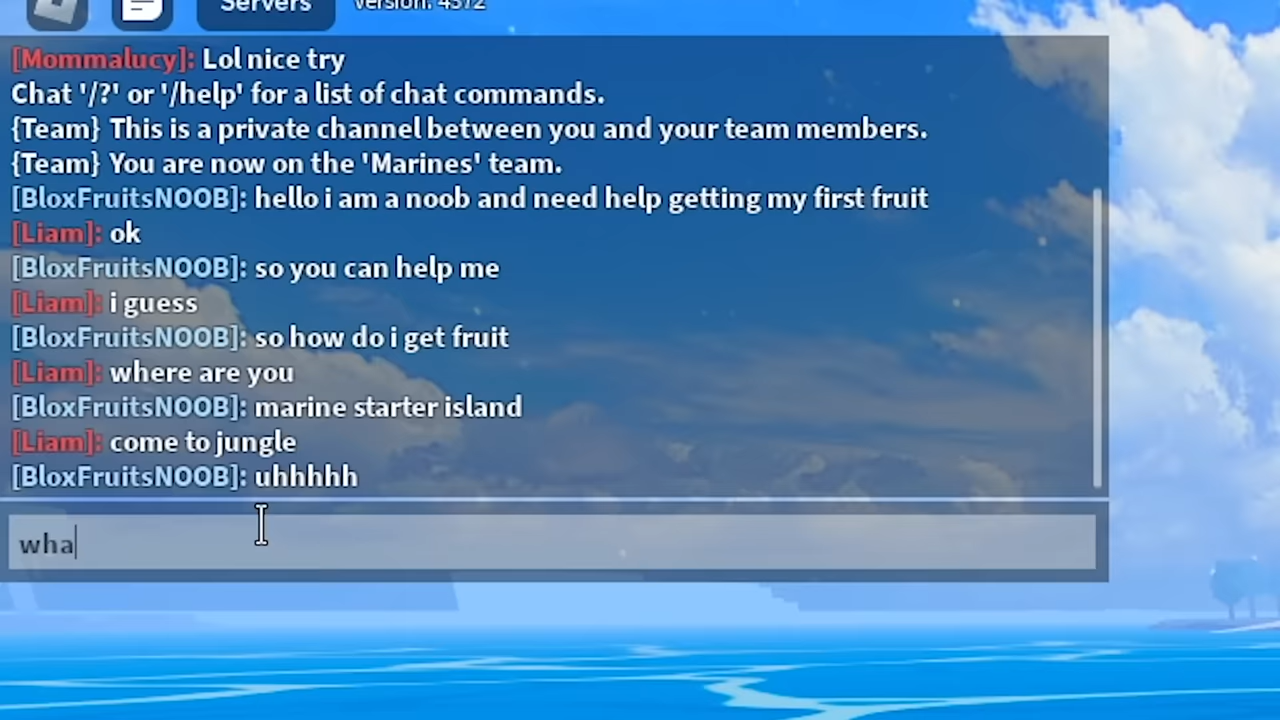 Servers version: 4372
[Mommalucy]: Lol nice try
Chat '/?' or '/help' for a list of chat commands.
{Team} This is a private channel between you and your team members.
{Team} You are now on the 'Marines' team.
[BloxFruitsNOOB]: hello i am a noob and need help getting my first fruit
[Liam]: ok
[BloxFruitsNOOB]: so you can help me
[Liam]: i guess
[BloxFruitsNOOB]: so how do i get fruit
[Liam]: where are you
[BloxFruitsNOOB]: marine starter island
[Liam]: come to jungle
[BloxFruitsNOOB]: uhhhhh
wha